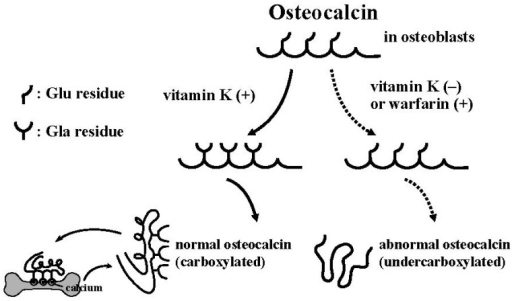 Osteocalcin
in osteoblasts
: Glu residue
: Gla residue
vitamin K (+)
vitamin K (–)
or warfarin (+)
normal osteocalcin
(carboxylated)
abnormal osteocalcin
(undercarboxylated)
calcium